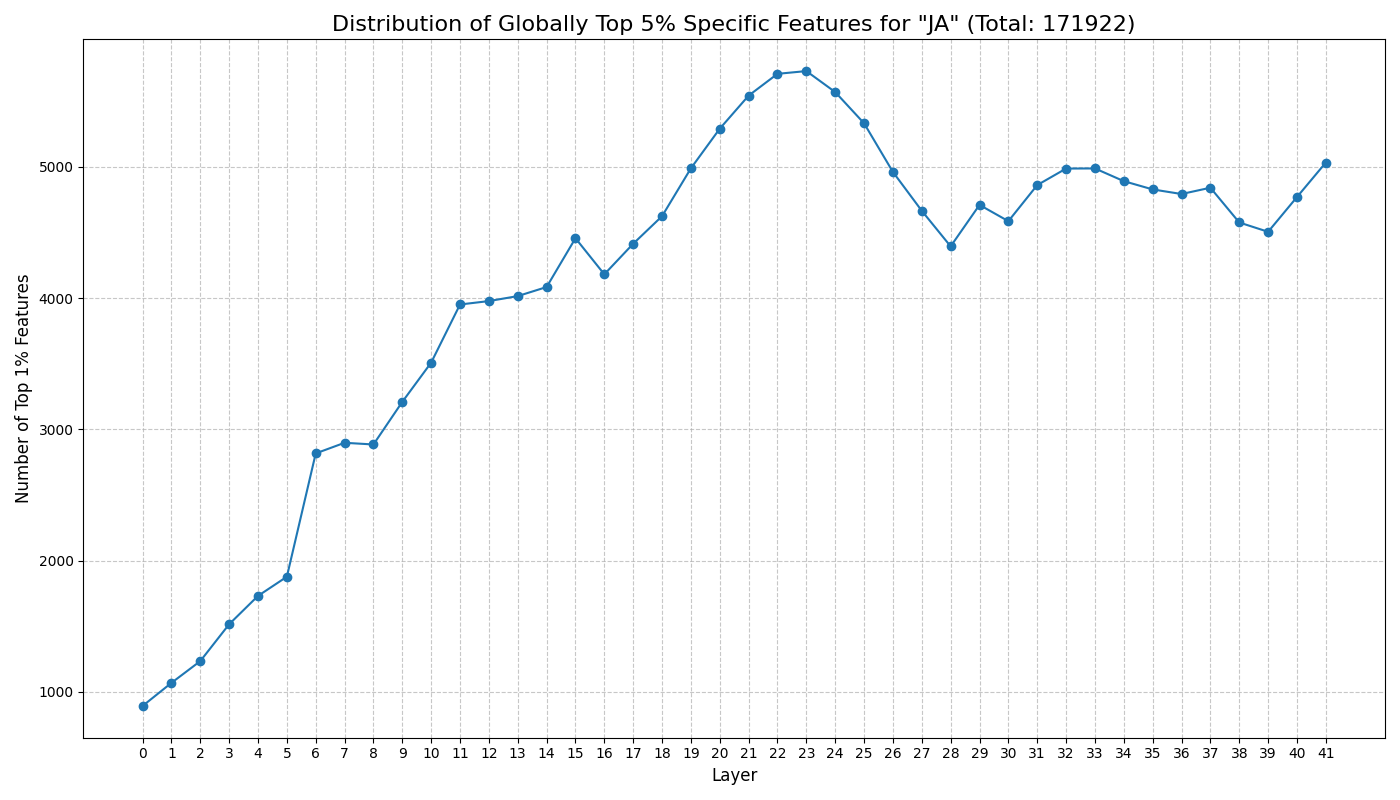 Distribution of Globally Top 5% Specific Features for "JA" (Total: 171922)
Number of Top 1% Features
5000
4000
3000
2000
1000
0 1 2 3 4 5 6 7 8 9 10 11 12 13 14 15 16 17 18 19 20 21 22 23 24 25 26 27 28 29 30 31 32 33 34 35 36 37 38 39 40 41
Layer